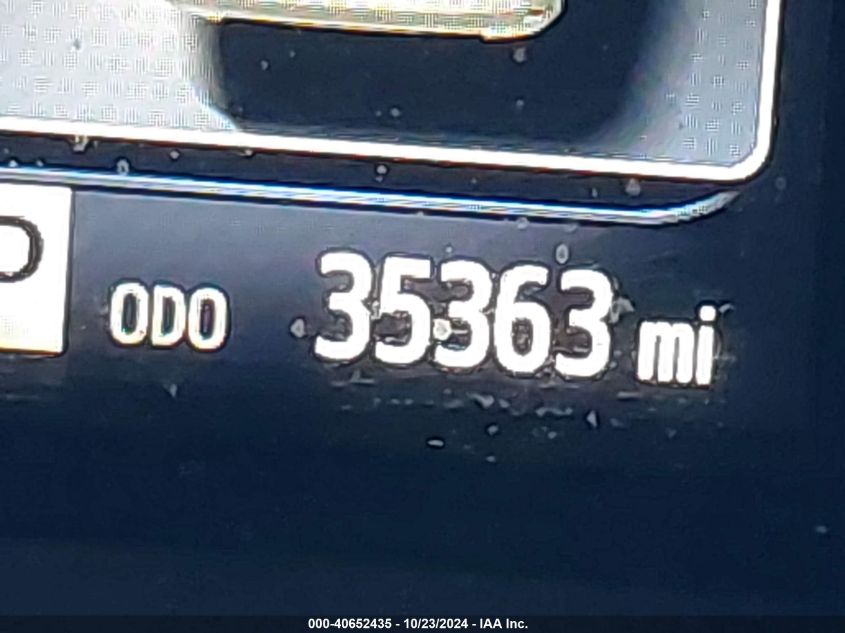 P
ODO 35363 mi
000-40652435 - 10/23/2024 - IAA Inc.